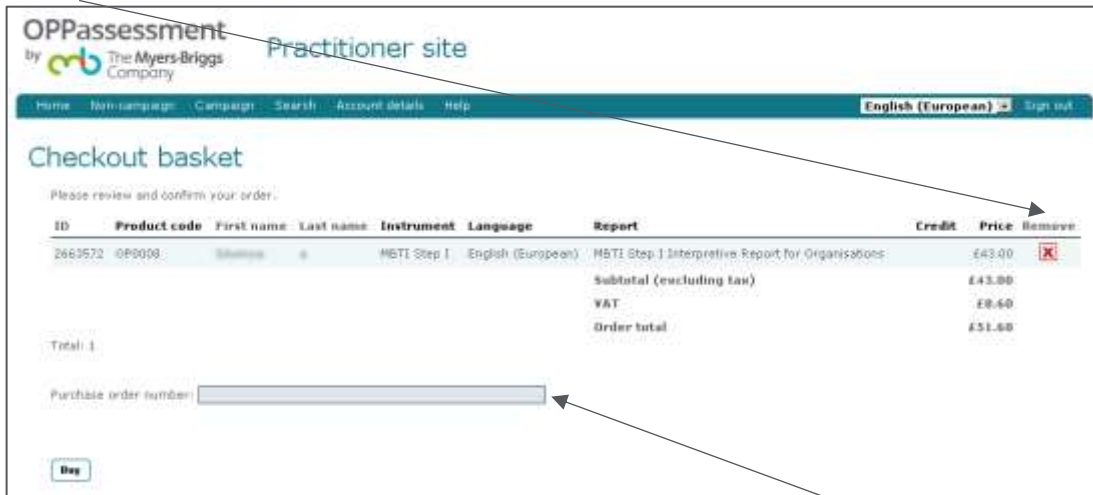 OPPassessment
by The Myers-Briggs Company
Practitioner site
Home Non-campaign Campaign Search Account details Help English (European) Sign out
Checkout basket
Please review and confirm your order.
ID Product code First name Last name Instrument Language Report Credit Price Remove
2663572 OP0008 MBTI Step I English (European) MBTI Step I Interpretive Report for Organisations £43.00
Subtotal (excluding tax) £43.00
VAT £8.60
Order total £51.60
Total: 1
Purchase order number:
Buy